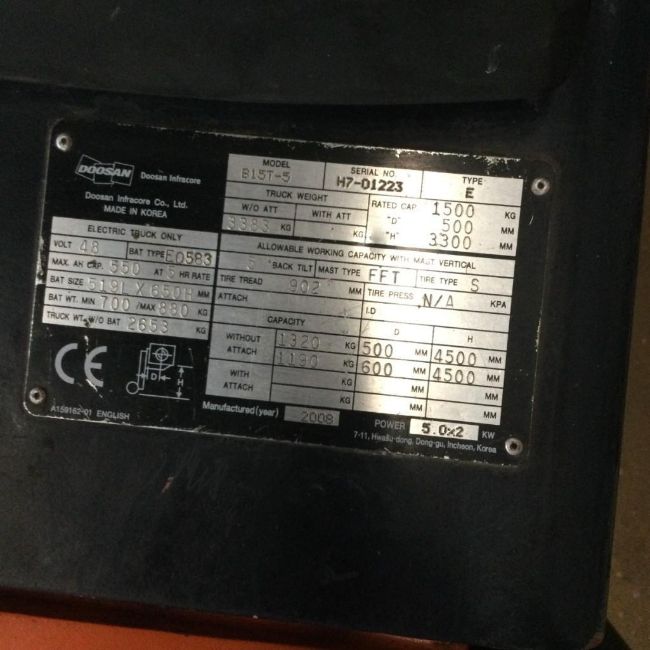 DOOSAN Doosan Infracore
Doosan Infracore Co., Ltd.
MADE IN KOREA
MODEL SERIAL NO. TYPE
B15T-5 H7-01223 E
TRUCK WEIGHT
W/O ATT WITH ATT
3383 KG KG
RATED CAP. 1500 KG
"D" 500 MM
"H" 3300 MM
ELECTRIC TRUCK ONLY
VOLT 48 BAT TYPE E0583
MAX. AH CAP. 550 AT 5 HR RATE
BAT SIZE 519L X 650H MM
BAT WT. MIN 700 /MAX 880 KG
TRUCK WT. W/O BAT 2653 KG
ALLOWABLE WORKING CAPACITY WITH MAST VERTICAL
5 °BACK TILT MAST TYPE FFT TIRE TYPE S
TIRE TREAD 902 MM TIRE PRESS N/A KPA
ATTACH I.D
CAPACITY D H
WITHOUT ATTACH 1320 KG 500 MM 4500 MM
1190 KG 600 MM 4500 MM
WITH ATTACH KG MM MM
KG MM MM
CE
D
H
Manufactured (year) 2008 POWER 5.0x2 KW
A159162-01 ENGLISH
7-11, Hwasu-dong, Dong-gu, Incheon, Korea